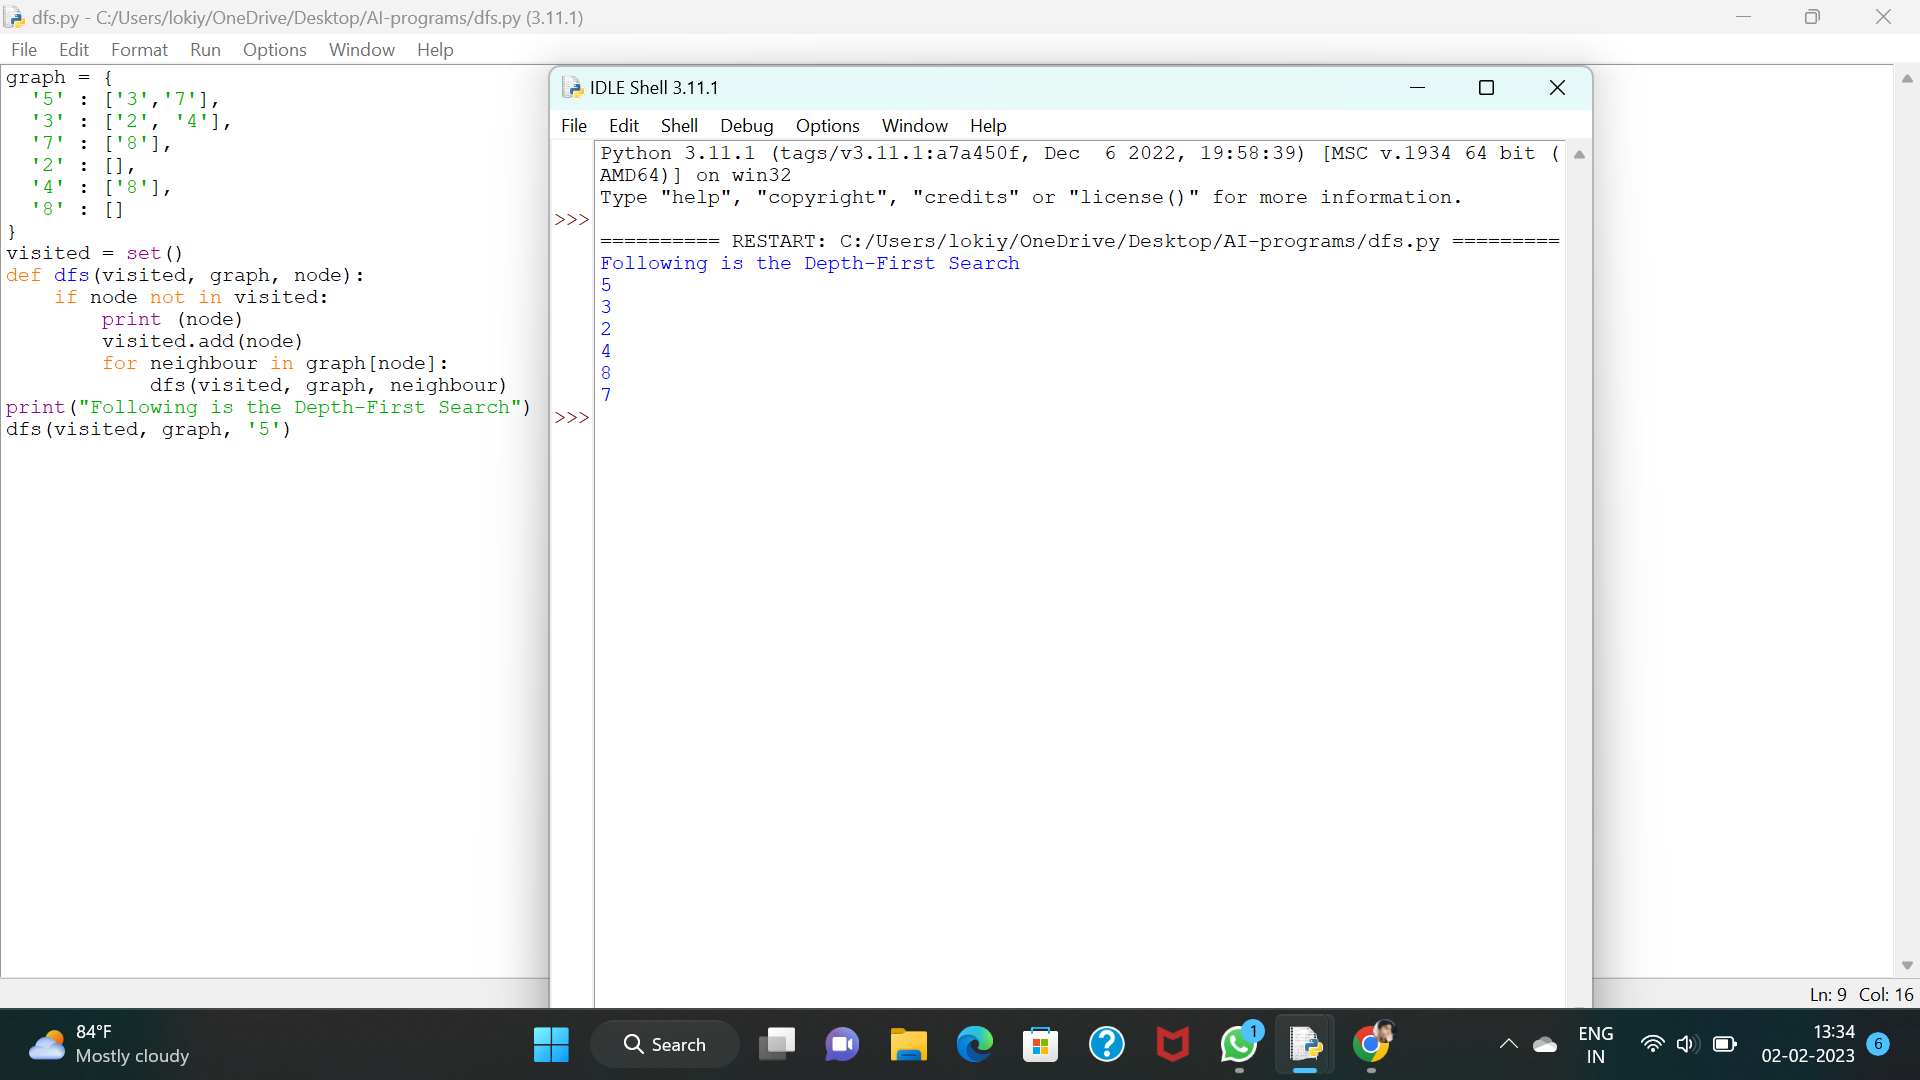 dfs.py - C:/Users/lokiy/OneDrive/Desktop/AI-programs/dfs.py (3.11.1)
File Edit Format Run Options Window Help
graph = {
  '5' : ['3','7'],
  '3' : ['2', '4'],
  '7' : ['8'],
  '2' : [],
  '4' : ['8'],
  '8' : []
}
visited = set()
def dfs(visited, graph, node):
    if node not in visited:
        print (node)
        visited.add(node)
        for neighbour in graph[node]:
            dfs(visited, graph, neighbour)
print("Following is the Depth-First Search")
dfs(visited, graph, '5')
IDLE Shell 3.11.1
File Edit Shell Debug Options Window Help
Python 3.11.1 (tags/v3.11.1:a7a450f, Dec  6 2022, 19:58:39) [MSC v.1934 64 bit (
AMD64)] on win32
Type "help", "copyright", "credits" or "license()" for more information.
>>>
========== RESTART: C:/Users/lokiy/OneDrive/Desktop/AI-programs/dfs.py =========
Following is the Depth-First Search
5
3
2
4
8
7
>>>
Ln: 9 Col: 16
84°F
Mostly cloudy
Search
1
ENG
IN
13:34
02-02-2023
6